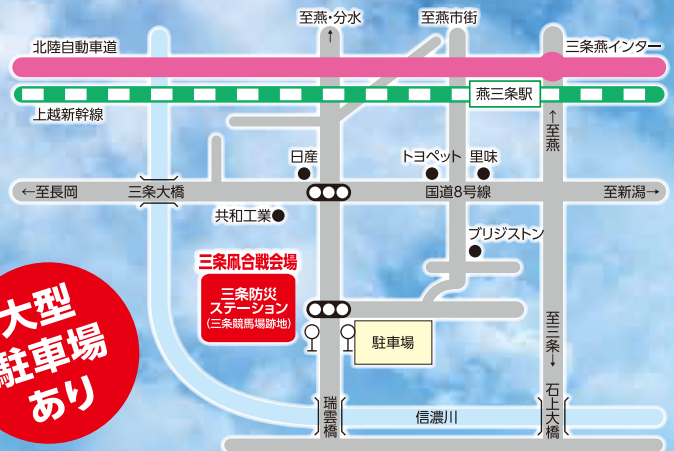 至燕・分水
↑
至燕市街
北陸自動車道
三条燕インター
燕三条駅
上越新幹線
↑至燕
日産
トヨペット
里味
←至長岡
三条大橋
国道8号線
至新潟→
共和工業
ブリジストン
三条凧合戦会場
三条防災
ステーション
(三条競馬場跡地)
駐車場
至三条↓
大型
駐車場
あり
瑞雲橋
信濃川
石上大橋